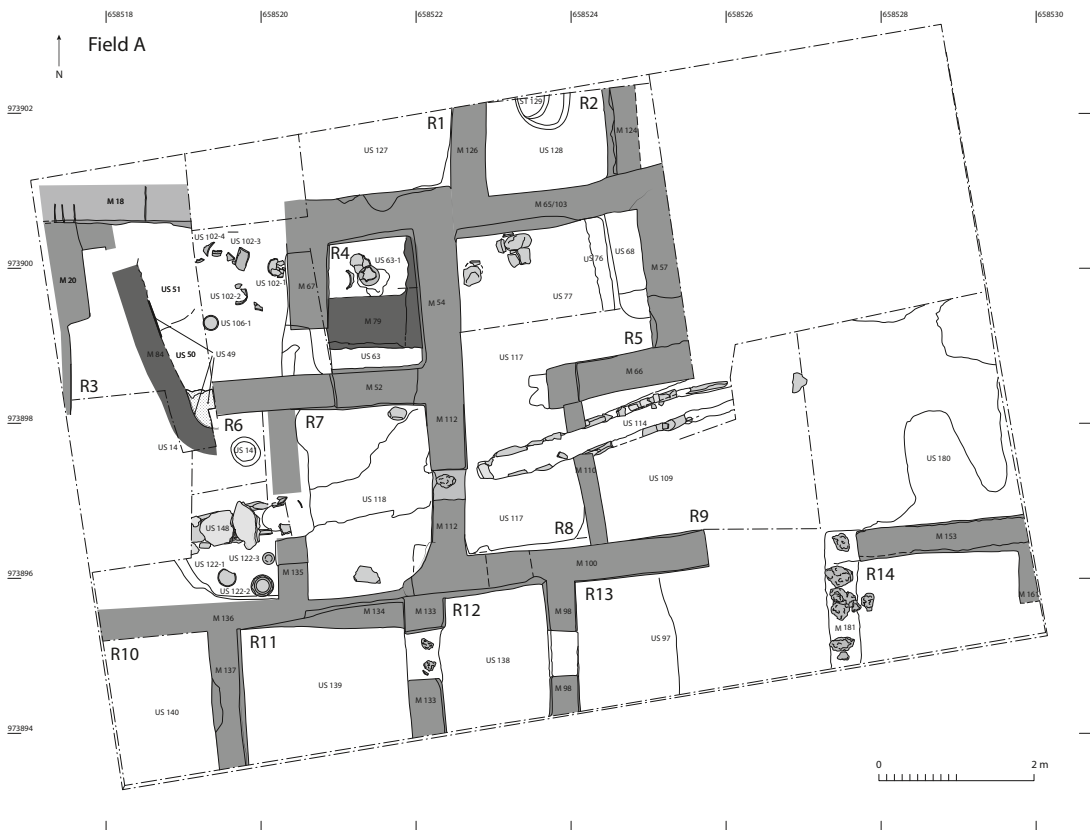 658518
658520
658522
658524
658526
658528
658530
Field A
N
973902
973900
973898
973896
973894
ST 129
R2
R1
M 124
US 127
M 126
US 128
M 18
M 65/103
US 102-4
US 102-3
R4
US 63-1
US 76
US 68
M 20
US 102-1
M 67
M 57
US 51
US 102-2
M 54
US 77
US 106-1
M 79
M 84
US 50
US 49
US 63
US 117
R5
R3
M 52
M 66
R6
R7
M 112
US 114
US 14
US 14
US 180
M 110
US 109
US 118
US 148
M 112
US 117
R8
R9
M 153
US 122-1
US 122-3
M 135
M 100
R14
US 122-2
M 161
M 136
M 134
M 133
R12
M 98
R13
M 181
R10
R11
US 97
M 137
US 138
US 139
M 98
US 140
M 133
0
2 m